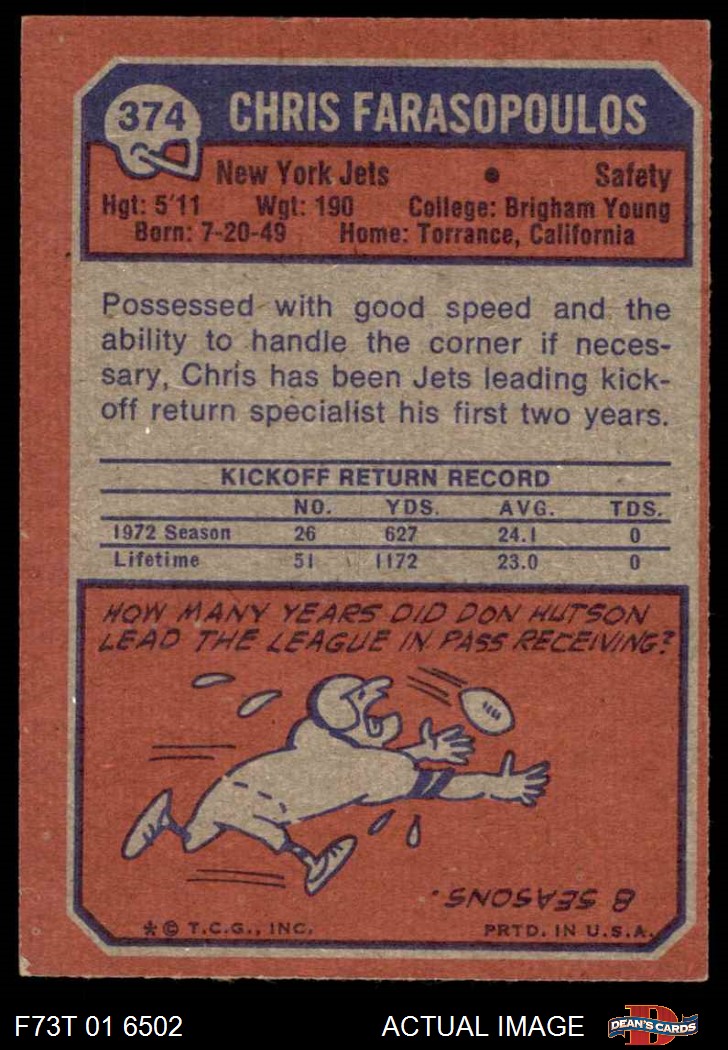 374 CHRIS FARASOPOULOS
New York Jets • Safety
Hgt: 5'11 Wgt: 190 College: Brigham Young
Born: 7-20-49 Home: Torrance, California
Possessed with good speed and the
ability to handle the corner if neces-
sary, Chris has been Jets leading kick-
off return specialist his first two years.
KICKOFF RETURN RECORD
NO. YDS. AVG. TDS.
1972 Season 26 627 24.1 0
Lifetime 51 1172 23.0 0
HOW MANY YEARS DID DON HUTSON
LEAD THE LEAGUE IN PASS RECEIVING?
8 SEASONS.
*© T.C.G., INC. PRTD. IN U.S.A.
F73T 01 6502 ACTUAL IMAGE D DEAN'S CARDS